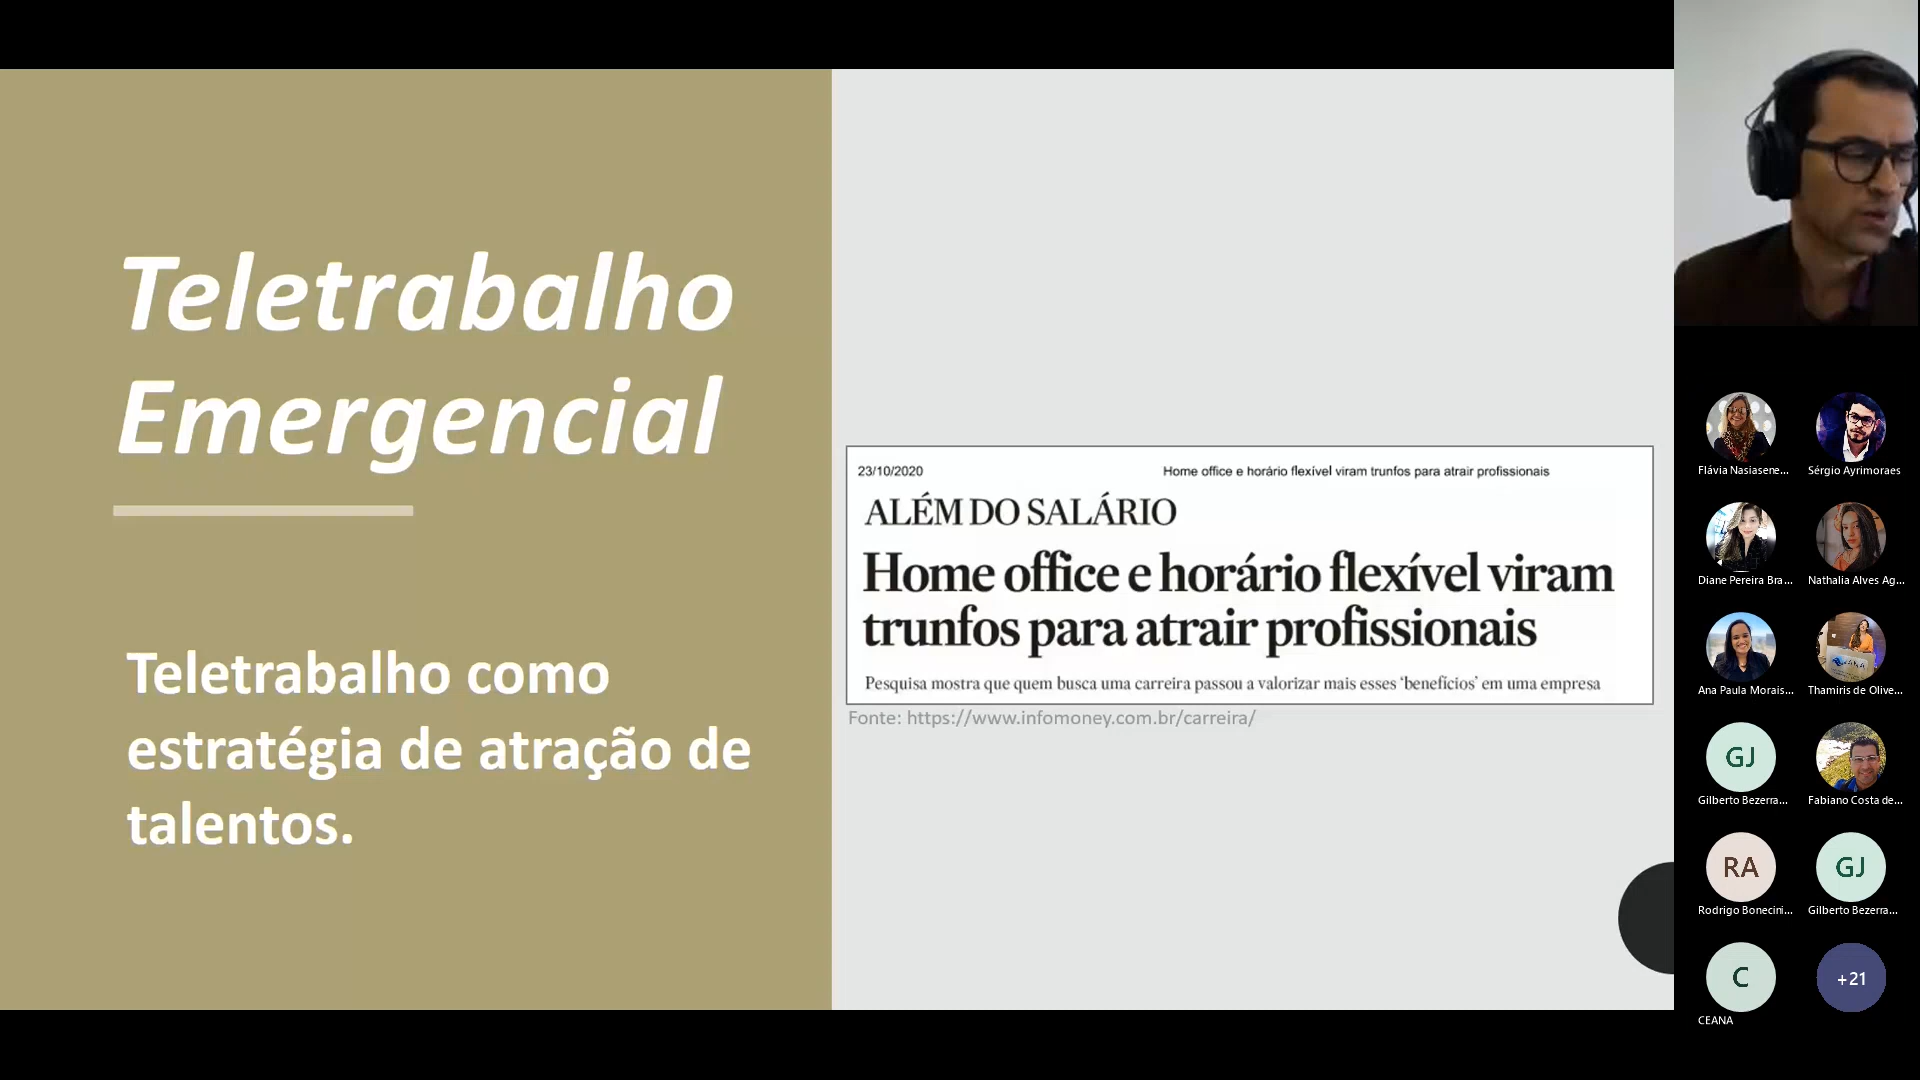 Teletrabalho
Emergencial
Teletrabalho como
estratégia de atração de
talentos.
23/10/2020
Home office e horário flexível viram trunfos para atrair profissionais
ALÉM DO SALÁRIO
Home office e horário flexível viram
trunfos para atrair profissionais
Pesquisa mostra que quem busca uma carreira passou a valorizar mais esses ‘benefícios’ em uma empresa
Fonte: https://www.infomoney.com.br/carreira/
Flávia Nasiasene...
Sérgio Ayrimoraes
Diane Pereira Bra...
Nathalia Alves Ag...
Ana Paula Morais...
Thamiris de Olive...
GJ
Gilberto Bezerra...
Fabiano Costa de...
RA
Rodrigo Bonecini...
GJ
Gilberto Bezerra...
C
CEANA
+21